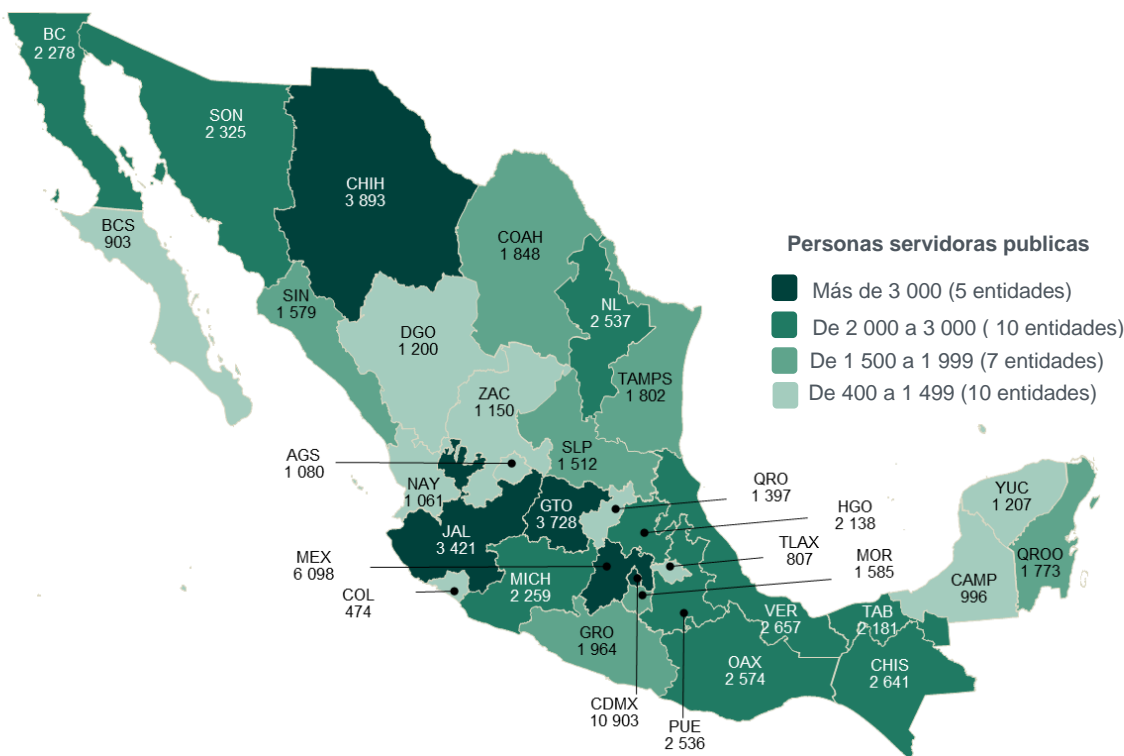 BC
2 278
SON
2 325
CHIH
3 893
BCS
903
COAH
1 848
Personas servidoras publicas
Más de 3 000 (5 entidades)
De 2 000 a 3 000 ( 10 entidades)
De 1 500 a 1 999 (7 entidades)
De 400 a 1 499 (10 entidades)
SIN
1 579
NL
2 537
DGO
1 200
TAMPS
1 802
ZAC
1 150
SLP
1 512
AGS
1 080
NAY
1 061
QRO
1 397
YUC
1 207
GTO
3 728
HGO
2 138
JAL
3 421
TLAX
807
QROO
1 773
MEX
6 098
MOR
1 585
MICH
2 259
CAMP
996
COL
474
VER
2 657
TAB
2 181
GRO
1 964
OAX
2 574
CHIS
2 641
CDMX
10 903
PUE
2 536